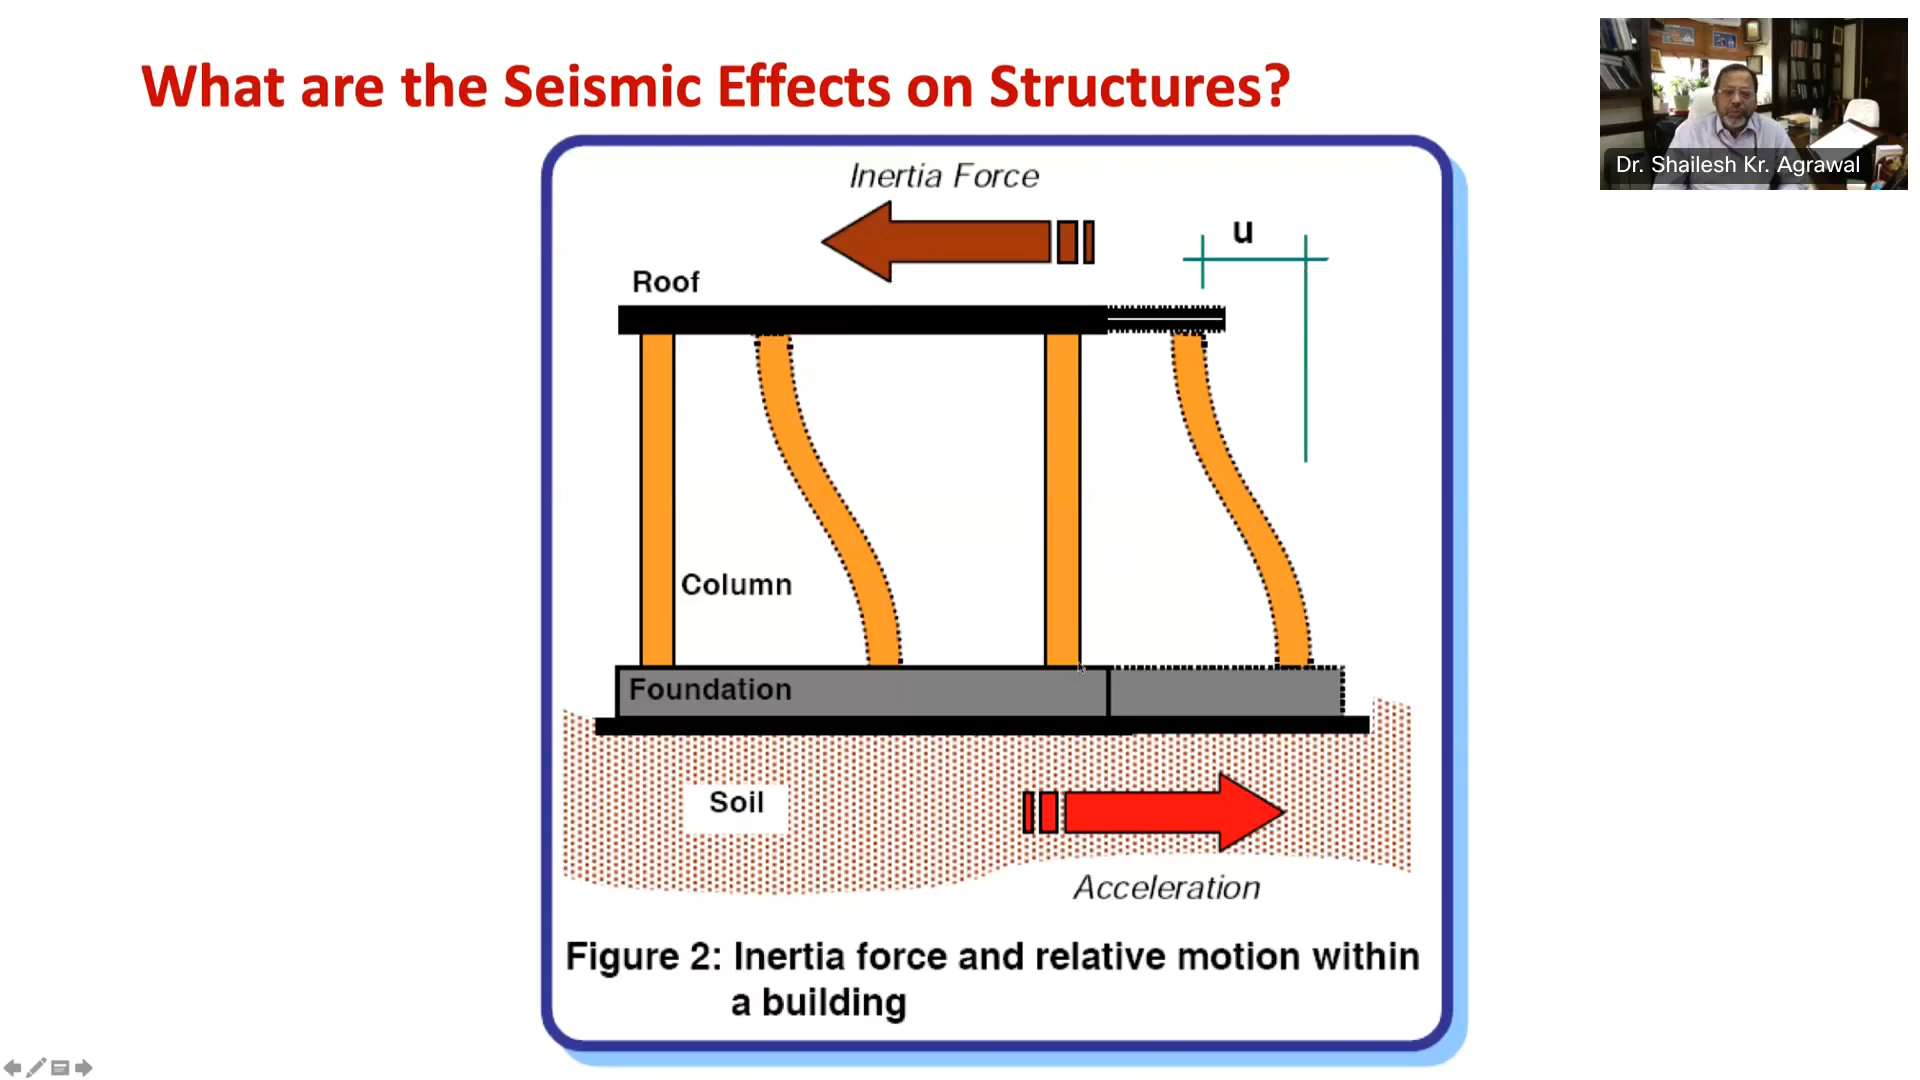 What are the Seismic Effects on Structures?
Dr. Shailesh Kr. Agrawal
Inertia Force
u
Roof
Column
Foundation
Soil
Acceleration
Figure 2: Inertia force and relative motion within
a building